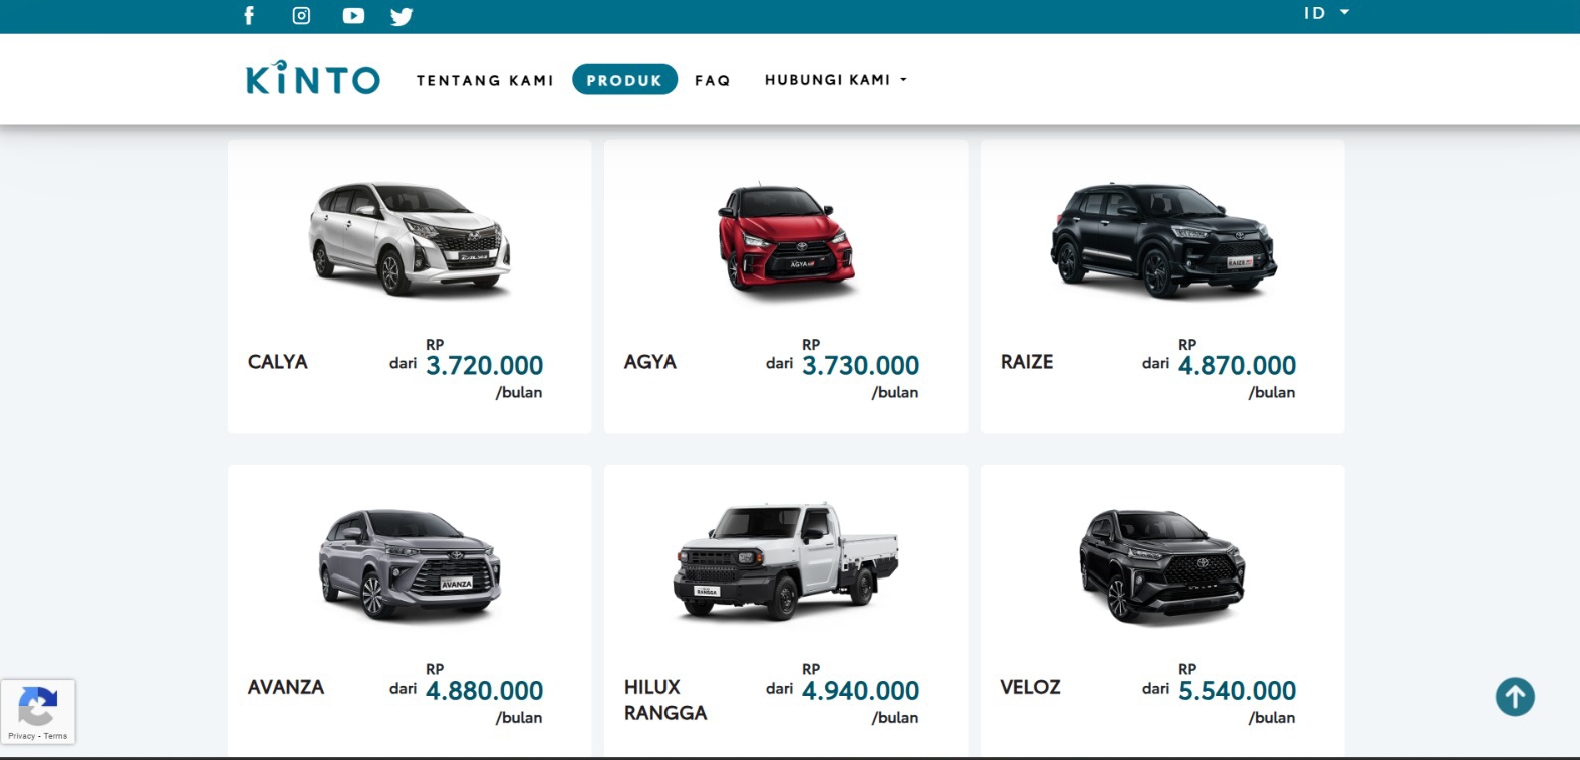 ID
KINTO
TENTANG KAMI PRODUK FAQ HUBUNGI KAMI
CALYA
dari RP 3.720.000
/bulan
AGYA
dari RP 3.730.000
/bulan
RAIZE
dari RP 4.870.000
/bulan
AVANZA
AVANZA
dari RP 4.880.000
/bulan
RANGGA
HILUX
RANGGA
dari RP 4.940.000
/bulan
VELOZ
dari RP 5.540.000
/bulan
Privacy - Terms